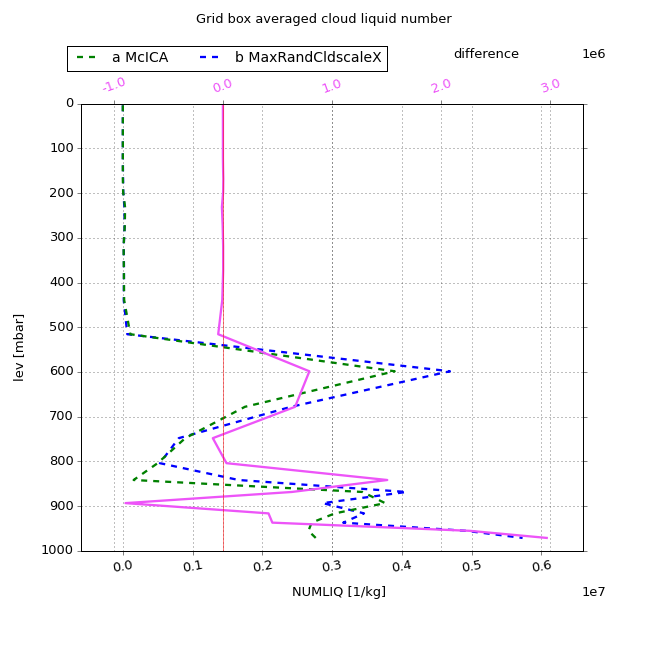 Grid box averaged cloud liquid number
a McICA b MaxRandCldscaleX difference 1e6
-1.0 0.0 1.0 2.0 3.0
0
100
200
300
400
500
600
700
800
900
1000
lev [mbar]
0.0 0.1 0.2 0.3 0.4 0.5 0.6
NUMLIQ [1/kg] 1e7